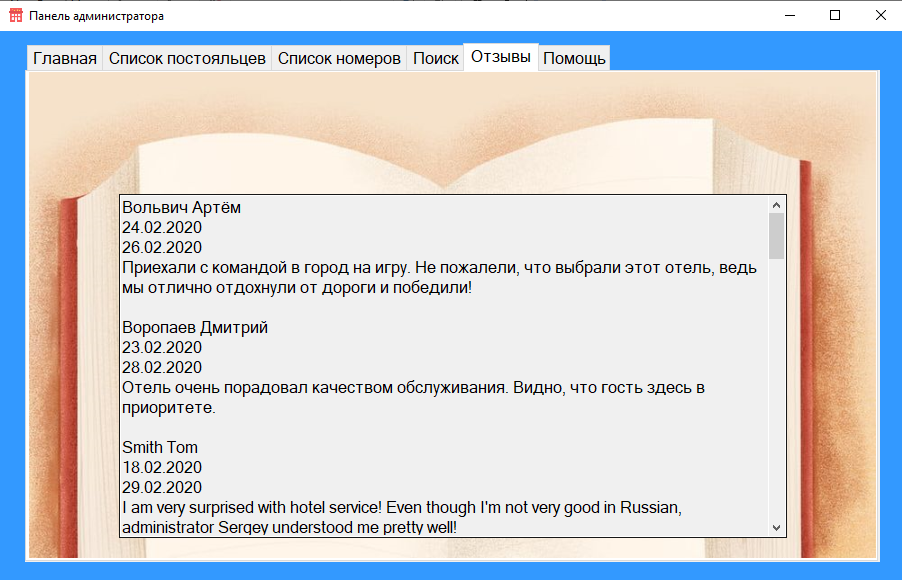 Панель администратора
Главная Список постояльцев Список номеров Поиск Отзывы Помощь
Вольвич Артём
24.02.2020
26.02.2020
Приехали с командой в город на игру. Не пожалели, что выбрали этот отель, ведь
мы отлично отдохнули от дороги и победили!
Воропаев Дмитрий
23.02.2020
28.02.2020
Отель очень порадовал качеством обслуживания. Видно, что гость здесь в
приоритете.
Smith Tom
18.02.2020
29.02.2020
I am very surprised with hotel service! Even though I'm not very good in Russian,
administrator Sergey understood me pretty well!